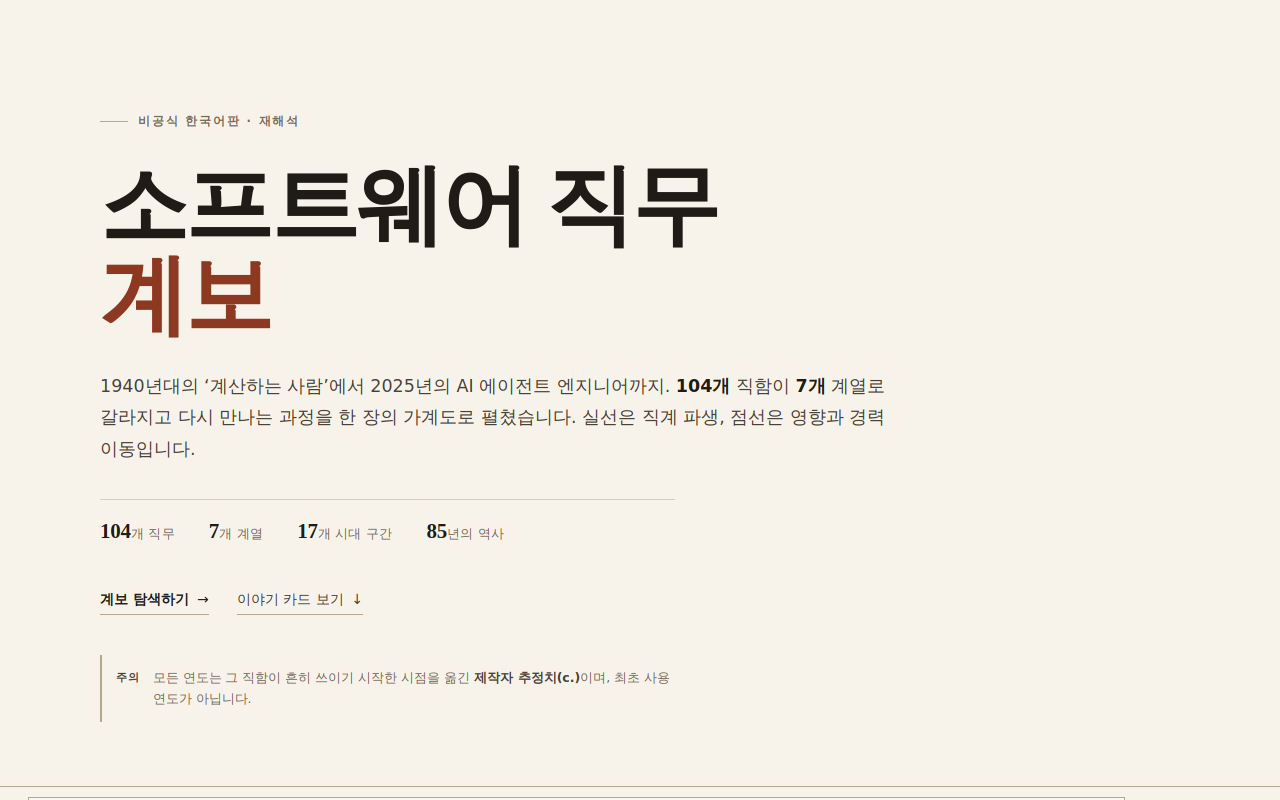 비공식 한국어판 · 재해석
소프트웨어 직무
계보
1940년대의 ‘계산하는 사람’에서 2025년의 AI 에이전트 엔지니어까지. 104개 직함이 7개 계열로
갈라지고 다시 만나는 과정을 한 장의 가계도로 펼쳤습니다. 실선은 직계 파생, 점선은 영향과 경력
이동입니다.
104개 직무 7개 계열 17개 시대 구간 85년의 역사
계보 탐색하기 → 이야기 카드 보기 ↓
주의 모든 연도는 그 직함이 흔히 쓰이기 시작한 시점을 옮긴 제작자 추정치(c.)이며, 최초 사용
연도가 아닙니다.